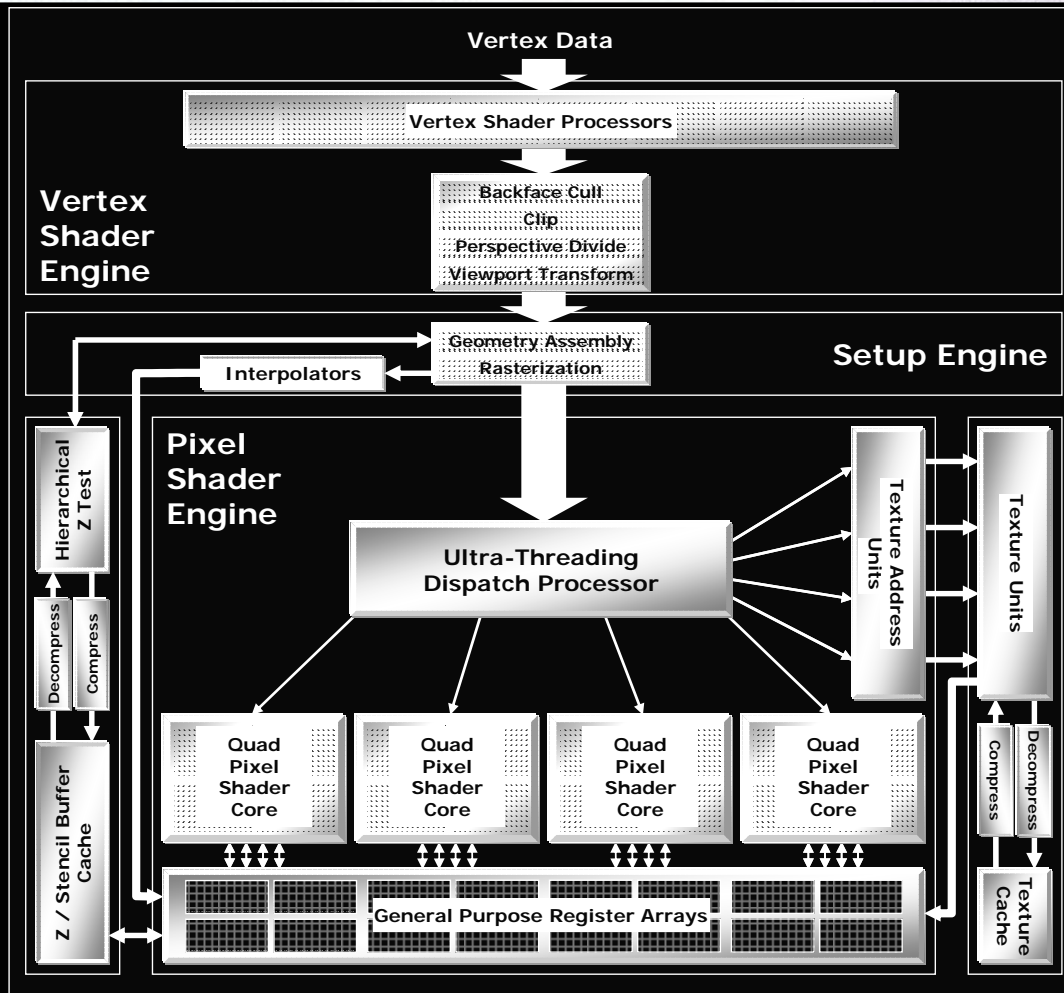 Vertex Data
Vertex Shader Processors
Backface Cull
Clip
Perspective Divide
Viewport Transform
Vertex
Shader
Engine
Geometry Assembly
Rasterization
Interpolators
Setup Engine
Hierarchical
Z Test
Decompress
Compress
Z / Stencil Buffer
Cache
Pixel
Shader
Engine
Ultra-Threading
Dispatch Processor
Texture Address
Units
Texture Units
Quad
Pixel
Shader
Core
Quad
Pixel
Shader
Core
Quad
Pixel
Shader
Core
Quad
Pixel
Shader
Core
Compress
Decompress
General Purpose Register Arrays
Texture
Cache